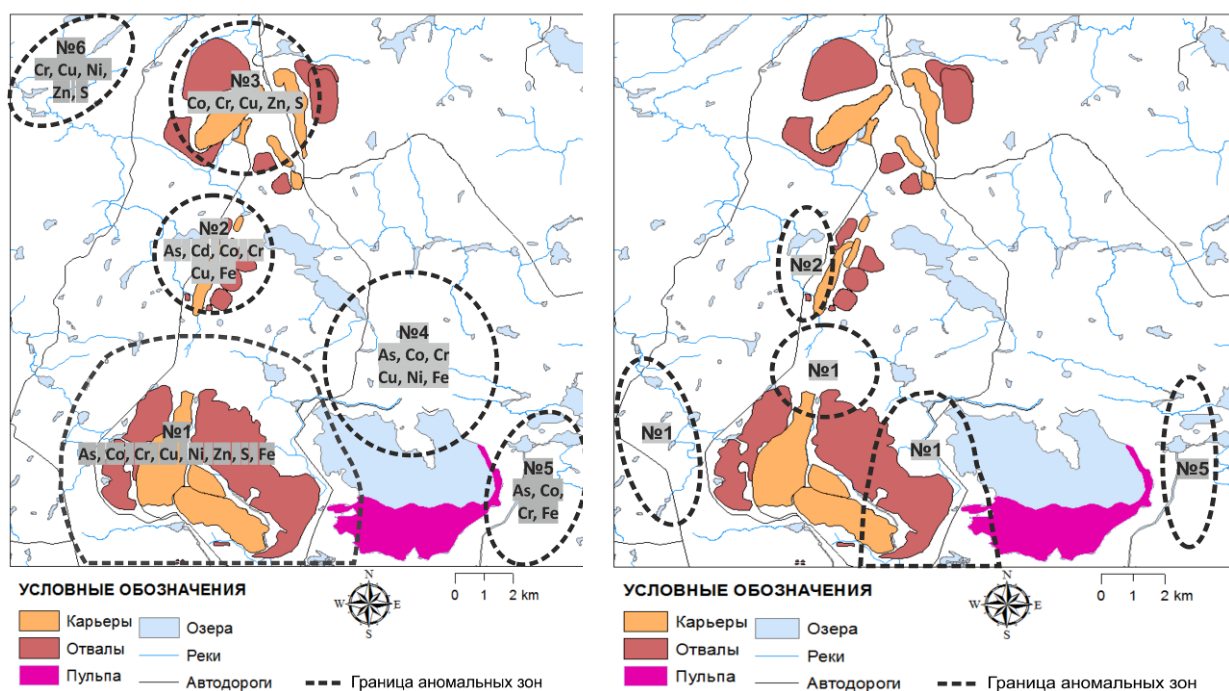 №6
Cr, Cu, Ni,
Zn, S
№3
Co, Cr, Cu, Zn, S
№2
As, Cd, Co, Cr
Cu, Fe
№4
As, Co, Cr
Cu, Ni, Fe
№1
As, Co, Cr, Cu, Ni, Zn, S, Fe
№5
As, Co,
Cr, Fe
УСЛОВНЫЕ ОБОЗНАЧЕНИЯ
Карьеры
Отвалы
Пульпа
Озера
Реки
Автодороги
Граница аномальных зон
N
W E
S
0 1 2 km
№2
№1
№1
№1
№5
УСЛОВНЫЕ ОБОЗНАЧЕНИЯ
Карьеры
Отвалы
Пульпа
Озера
Реки
Автодороги
Граница аномальных зон
N
W E
S
0 1 2 km